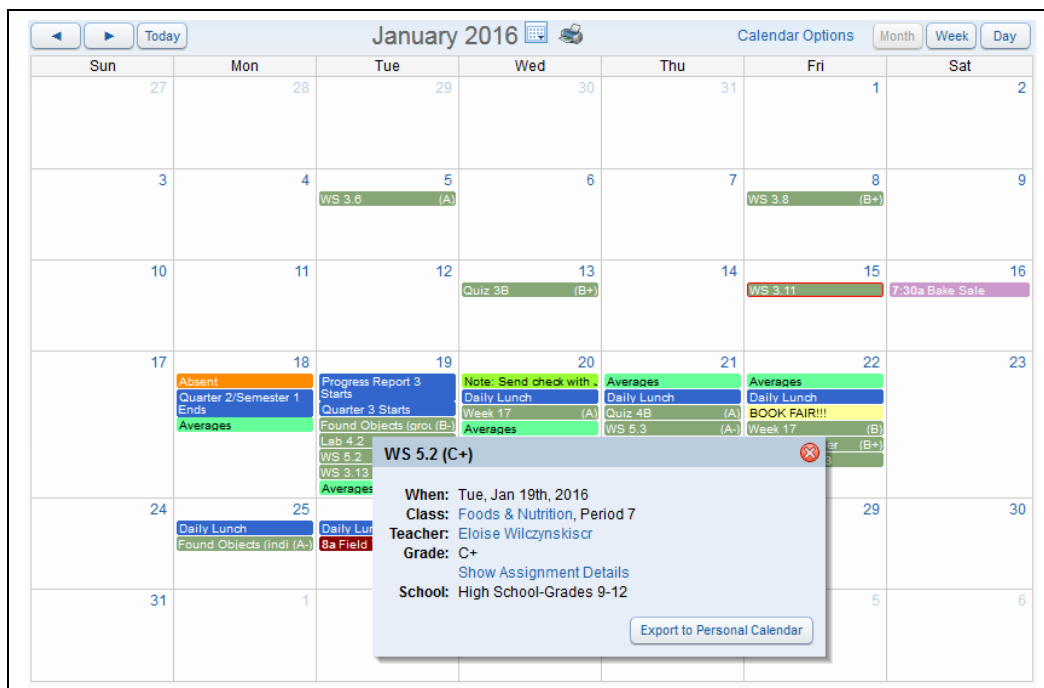 Today
January 2016
Calendar Options
Month
Week
Day
Sun Mon Tue Wed Thu Fri Sat
27 28 29 30 31 1 2
3 4 5 6 7 8 9
WS 3.6 (A)
WS 3.8 (B+)
10 11 12 13 14 15 16
Quiz 3B (B+)
WS 3.11
7:30a Bake Sale
17 18 19 20 21 22 23
Absent
Quarter 2/Semester 1
Ends
Averages
Progress Report 3
Starts
Quarter 3 Starts
Found Objects (grou (B-)
Lab 4.2
WS 5.2
WS 3.13
Averages
Note: Send check with
Daily Lunch
Week 17 (A)
Averages
Averages
Daily Lunch
Quiz 4B (A)
WS 5.3 (A-)
Averages
Daily Lunch
BOOK FAIR!!!
Week 17 (B)
(B+)
WS 5.2 (C+)
When: Tue, Jan 19th, 2016
Class: Foods & Nutrition, Period 7
Teacher: Eloise Wilczynskiscr
Grade: C+
Show Assignment Details
School: High School-Grades 9-12
Export to Personal Calendar
24 25 29 30
Daily Lunch
Found Objects (indi (A-)
Daily Lun
8a Field
31 1 5 6